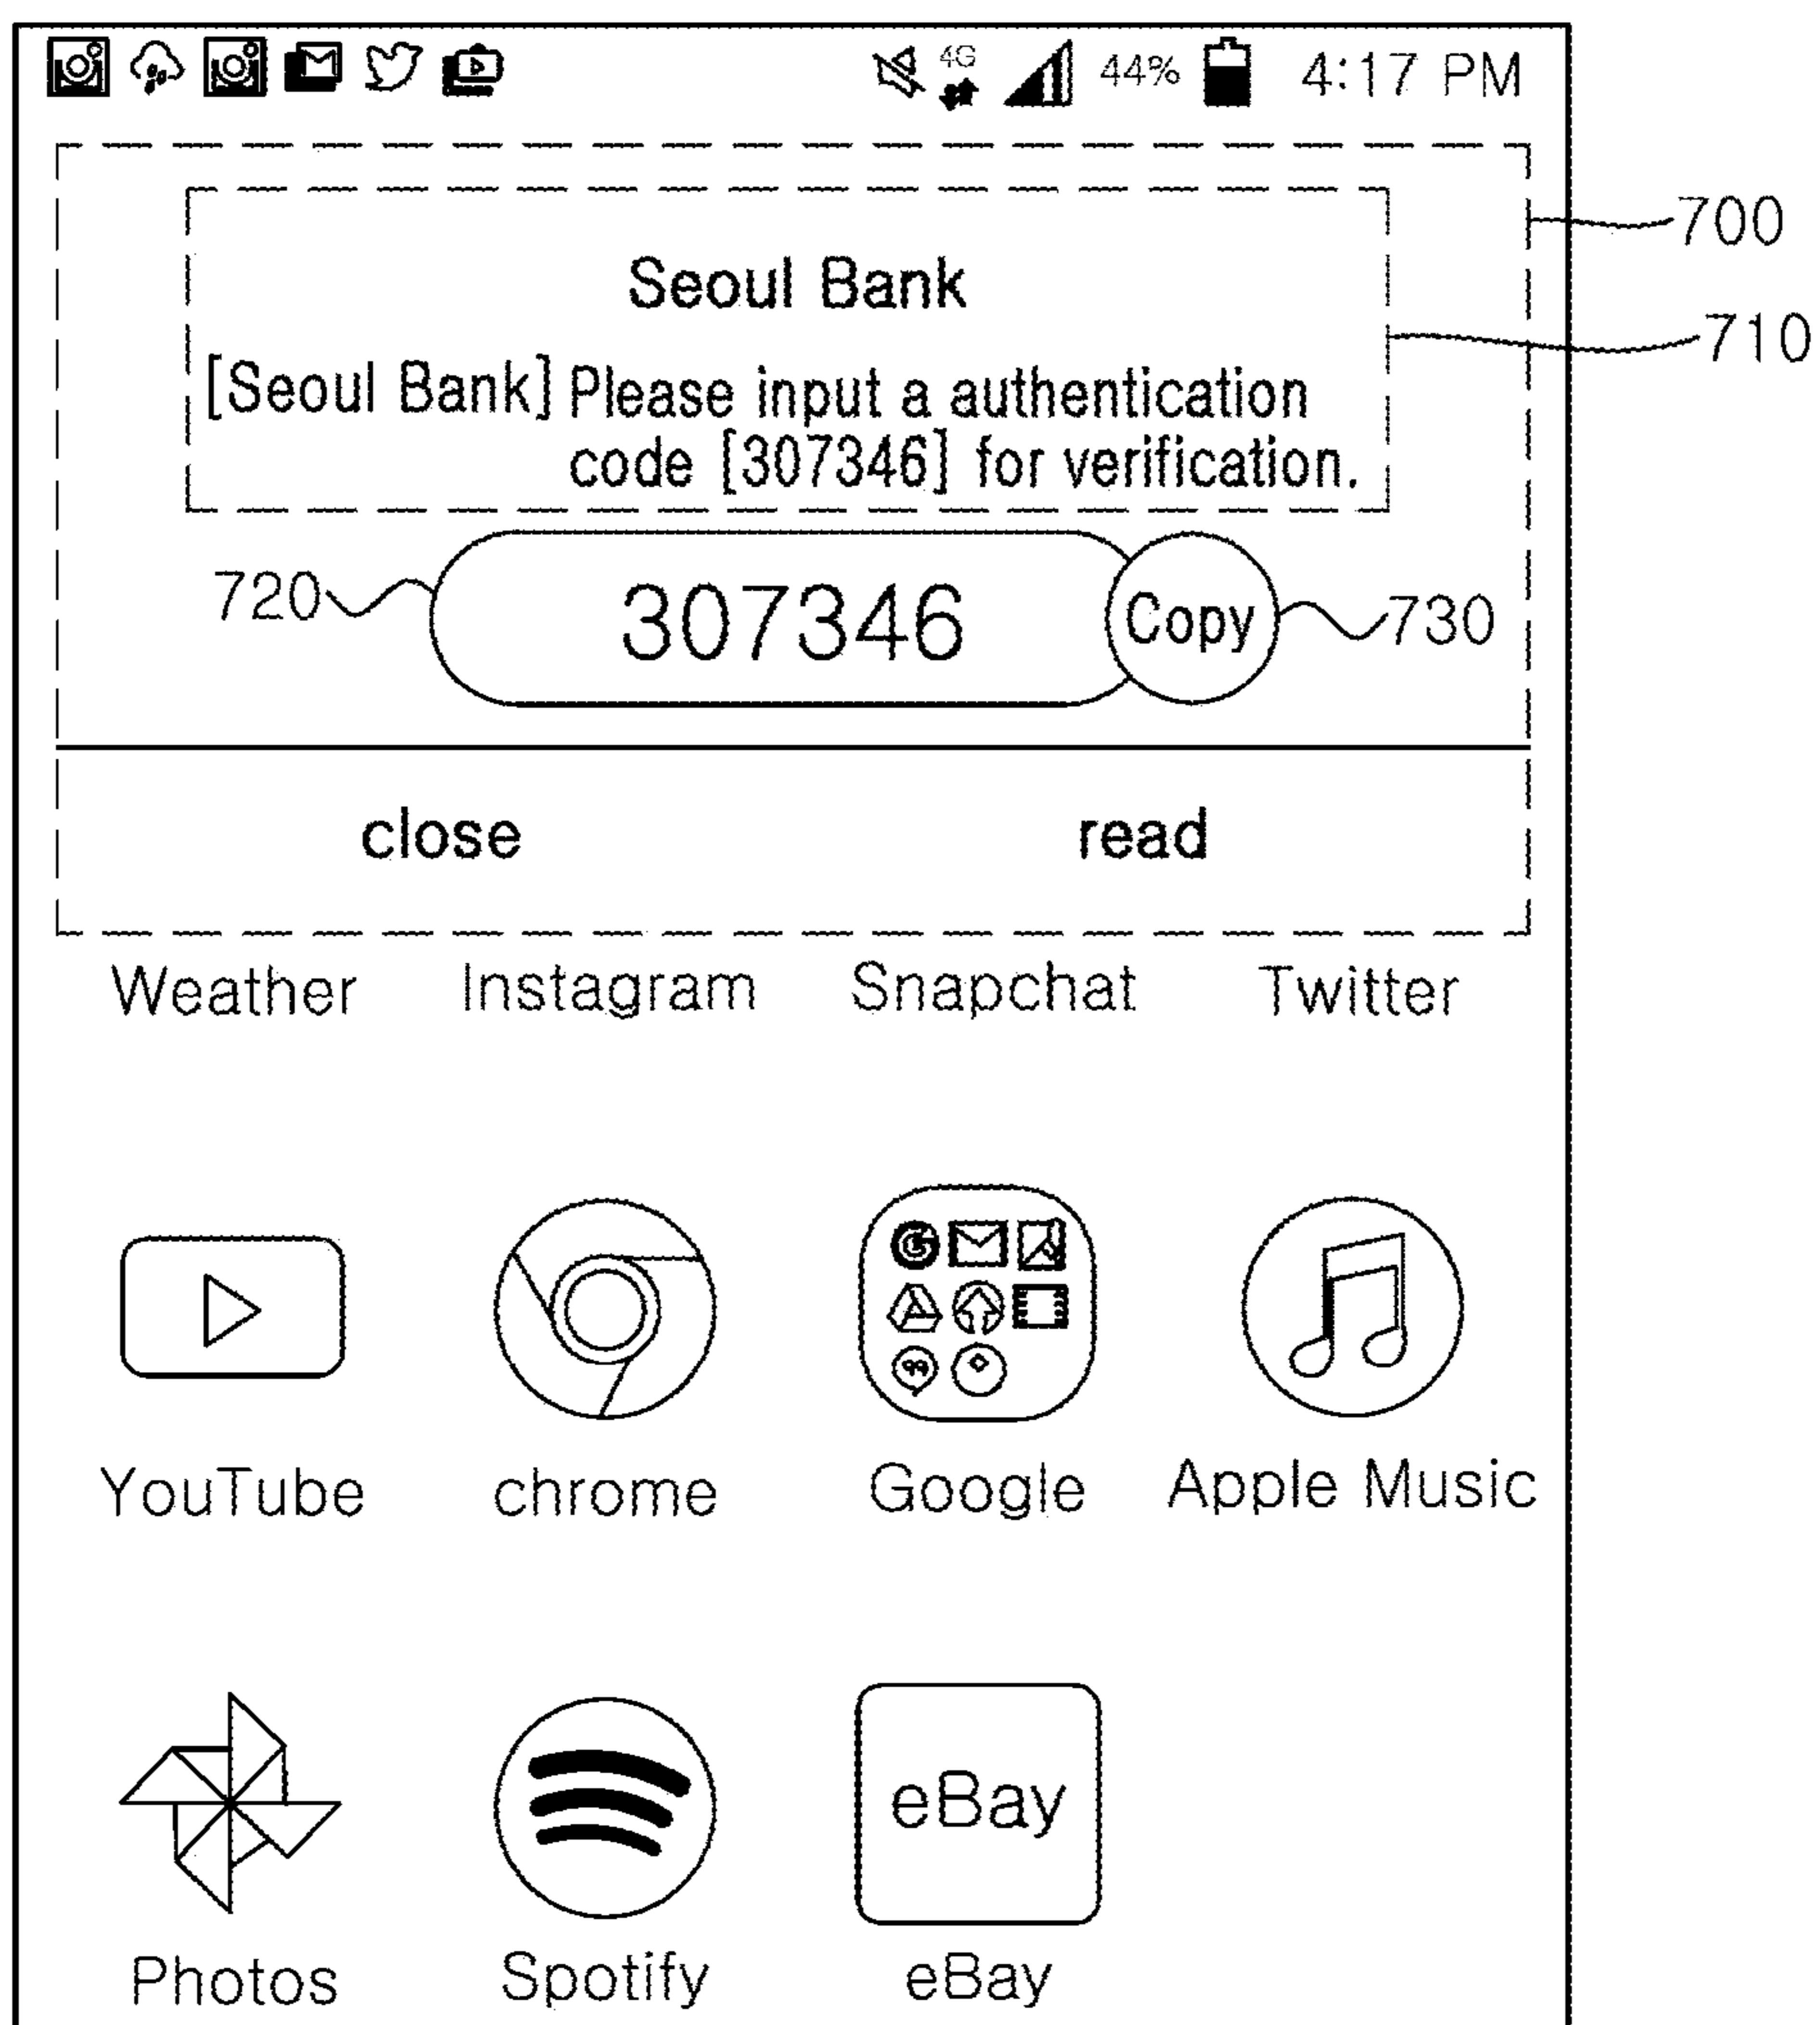 4G 44% 4:17 PM
700
Seoul Bank
710
[Seoul Bank] Please input a authentication
code [307346] for verification.
720 307346 Copy 730
close read
Weather Instagram Snapchat Twitter
YouTube chrome Google Apple Music
eBay
Photos Spotify eBay